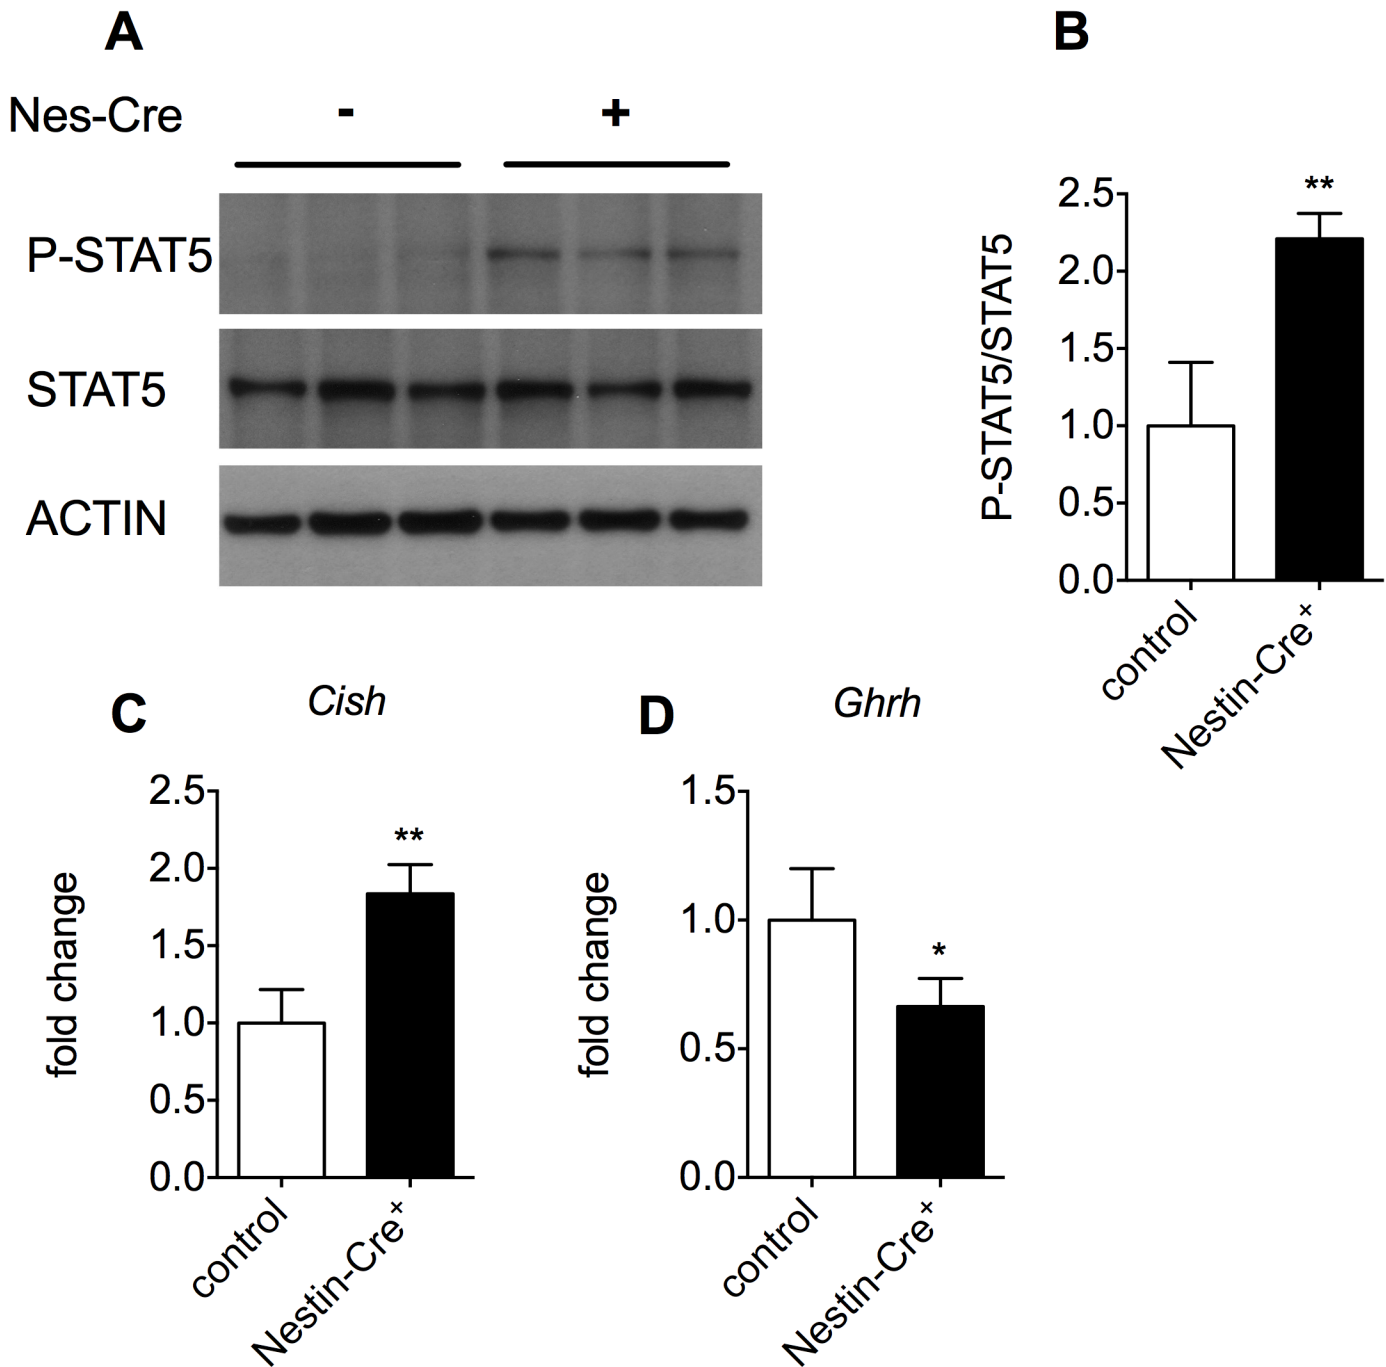 A
Nes-Cre - +
P-STAT5
STAT5
ACTIN
B
P-STAT5/STAT5
2.5
2.0
1.5
1.0
0.5
0.0
**
control
Nestin-Cre⁺
C
Cish
fold change
2.5
2.0
1.5
1.0
0.5
0.0
**
control
Nestin-Cre⁺
D
Ghrh
fold change
1.5
1.0
0.5
0.0
*
control
Nestin-Cre⁺